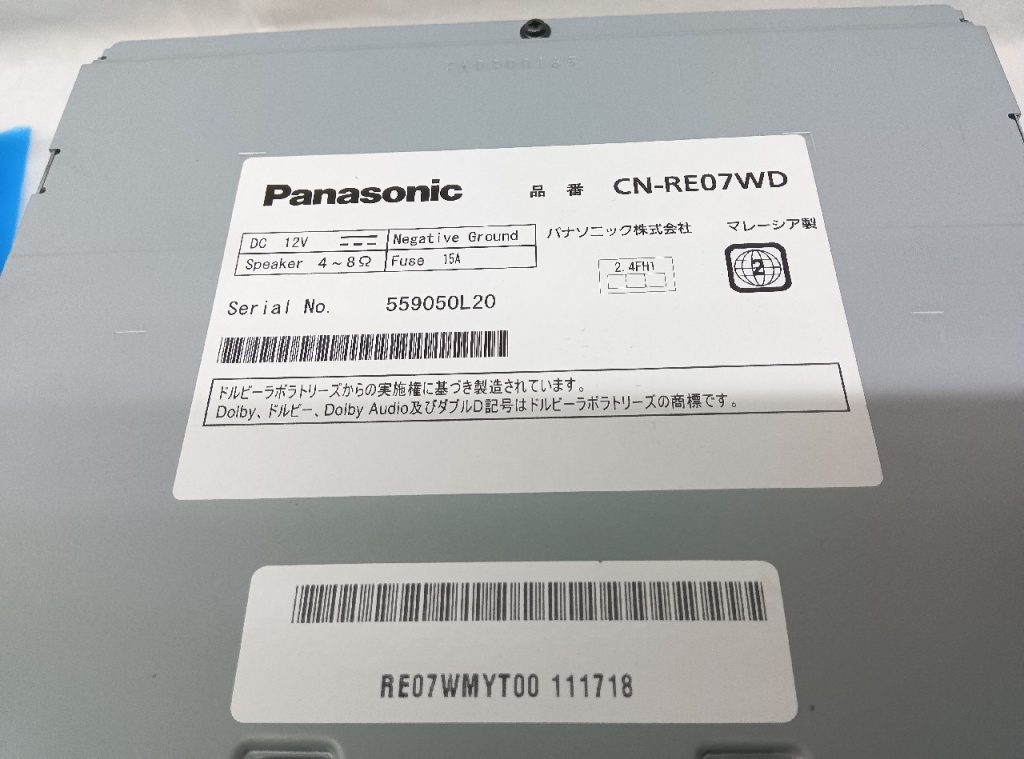 Panasonic 品番 CN-RE07WD
DC 12V Negative Ground
Speaker 4~8Ω Fuse 15A
パナソニック株式会社 マレーシア製
2.4FH1
2
Serial No. 559050L20
ドルビーラボラトリーズからの実施権に基づき製造されています。
Dolby、ドルビー、Dolby Audio及びダブルD記号はドルビーラボラトリーズの商標です。
RE07WMYT00 111718